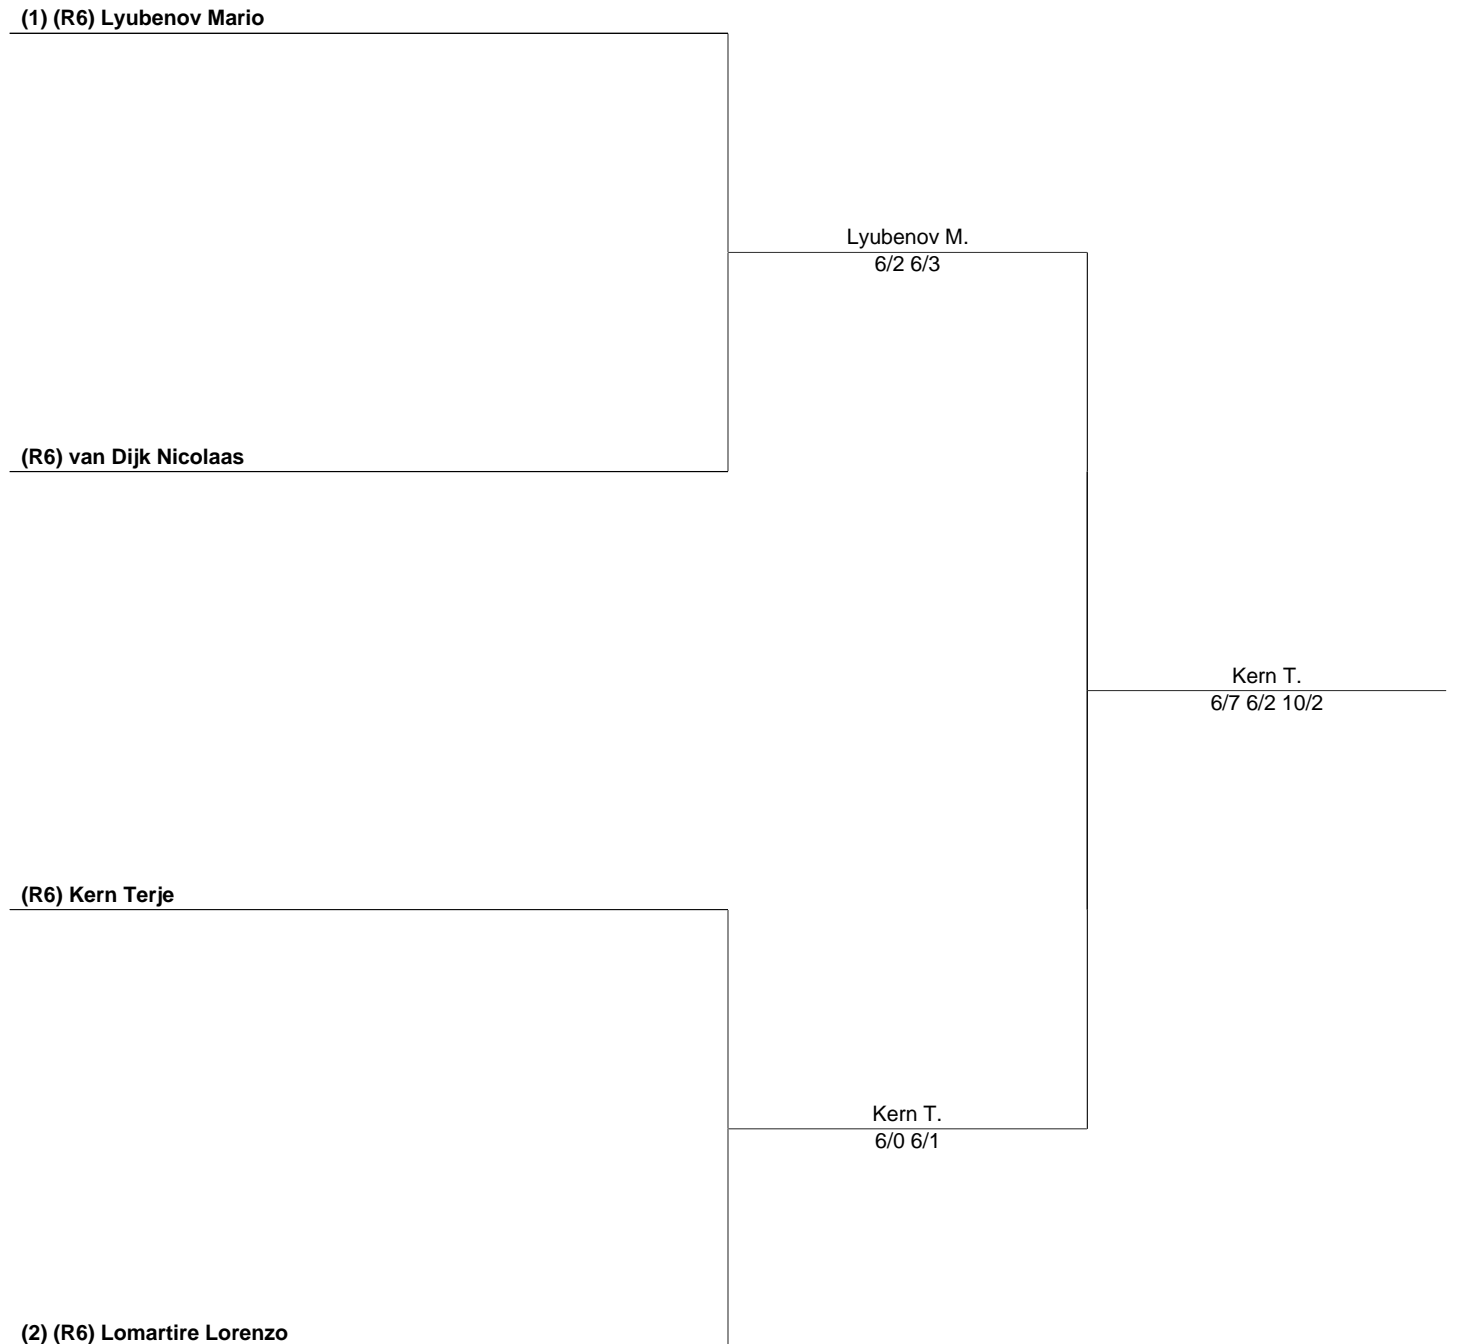 (1) (R6) Lyubenov Mario
Lyubenov M.
6/2 6/3
(R6) van Dijk Nicolaas
Kern T.
6/7 6/2 10/2
(R6) Kern Terje
Kern T.
6/0 6/1
(2) (R6) Lomartire Lorenzo